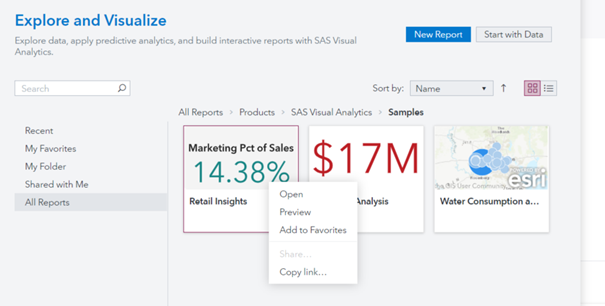 Explore and Visualize
Explore data, apply predictive analytics, and build interactive reports with SAS Visual
Analytics.
New Report
Start with Data
Search
Sort by:
Name
All Reports > Products > SAS Visual Analytics > Samples
Recent
My Favorites
My Folder
Shared with Me
All Reports
Marketing Pct of Sales
14.38%
Retail Insights
$17M
Analysis
esri
User Community
Water Consumption a...
Open
Preview
Add to Favorites
Share...
Copy link...